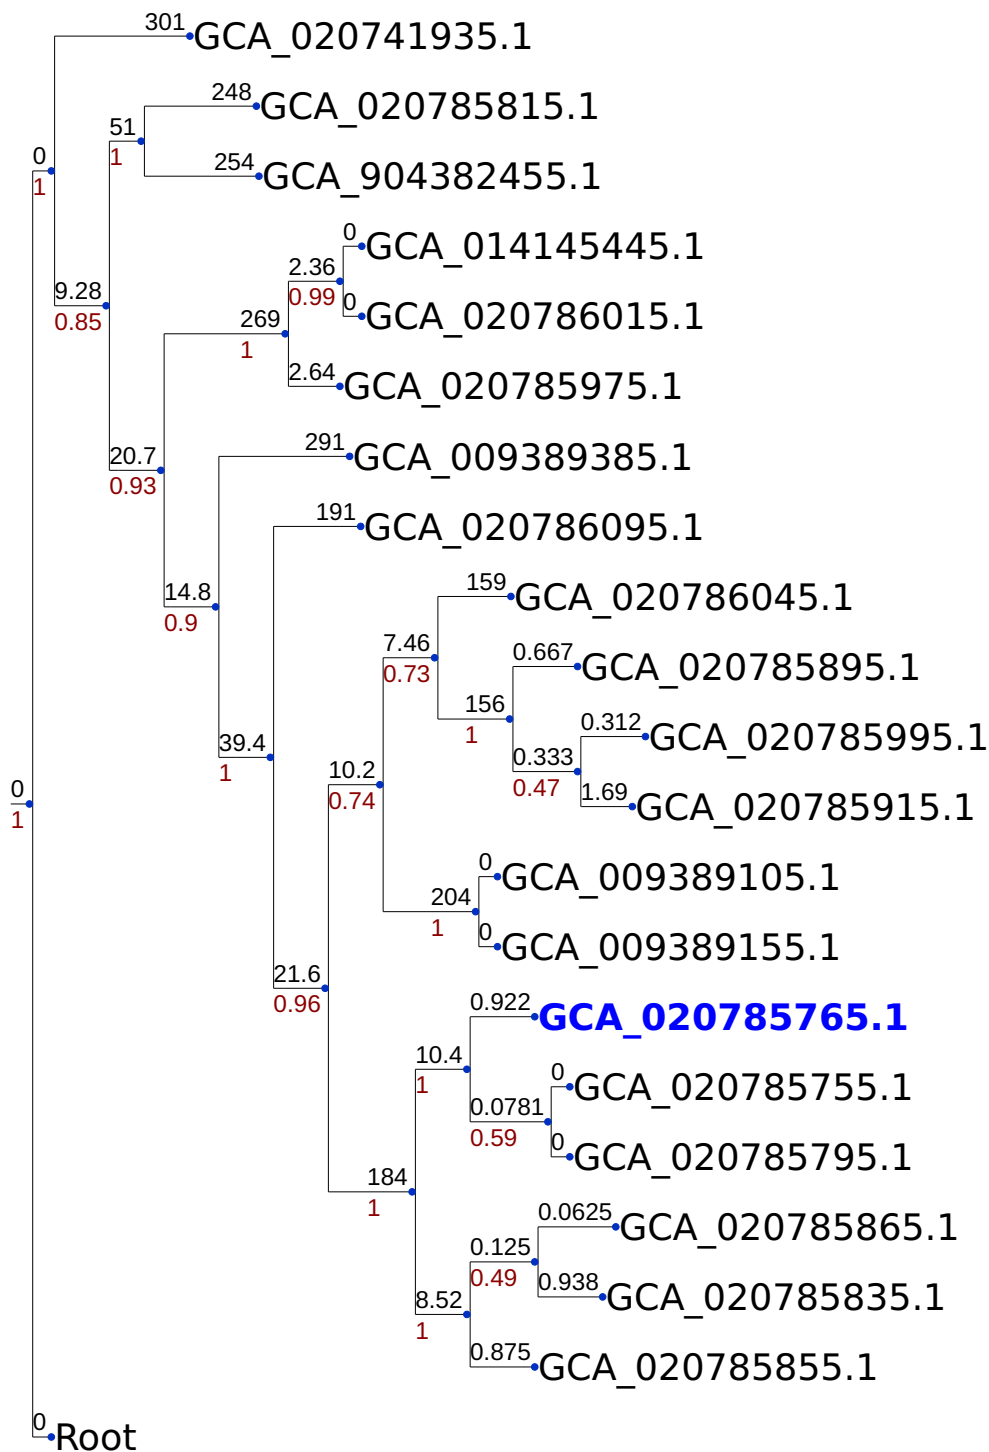 301
GCA_020741935.1
248
GCA_020785815.1
51
1
254
GCA_904382455.1
0
1
0
GCA_014145445.1
2.36
0.99
0
GCA_020786015.1
9.28
0.85
269
1
2.64
GCA_020785975.1
291
GCA_009389385.1
20.7
0.93
191
GCA_020786095.1
159
GCA_020786045.1
14.8
0.9
7.46
0.73
0.667
GCA_020785895.1
156
1
0.312
GCA_020785995.1
39.4
1
0.333
0.47
10.2
0.74
1.69
GCA_020785915.1
0
1
0
GCA_009389105.1
204
1
0
GCA_009389155.1
21.6
0.96
0.922
GCA_020785765.1
10.4
1
0
GCA_020785755.1
0.0781
0.59
0
GCA_020785795.1
184
1
0.0625
GCA_020785865.1
0.125
0.49
0.938
GCA_020785835.1
8.52
1
0.875
GCA_020785855.1
0
Root